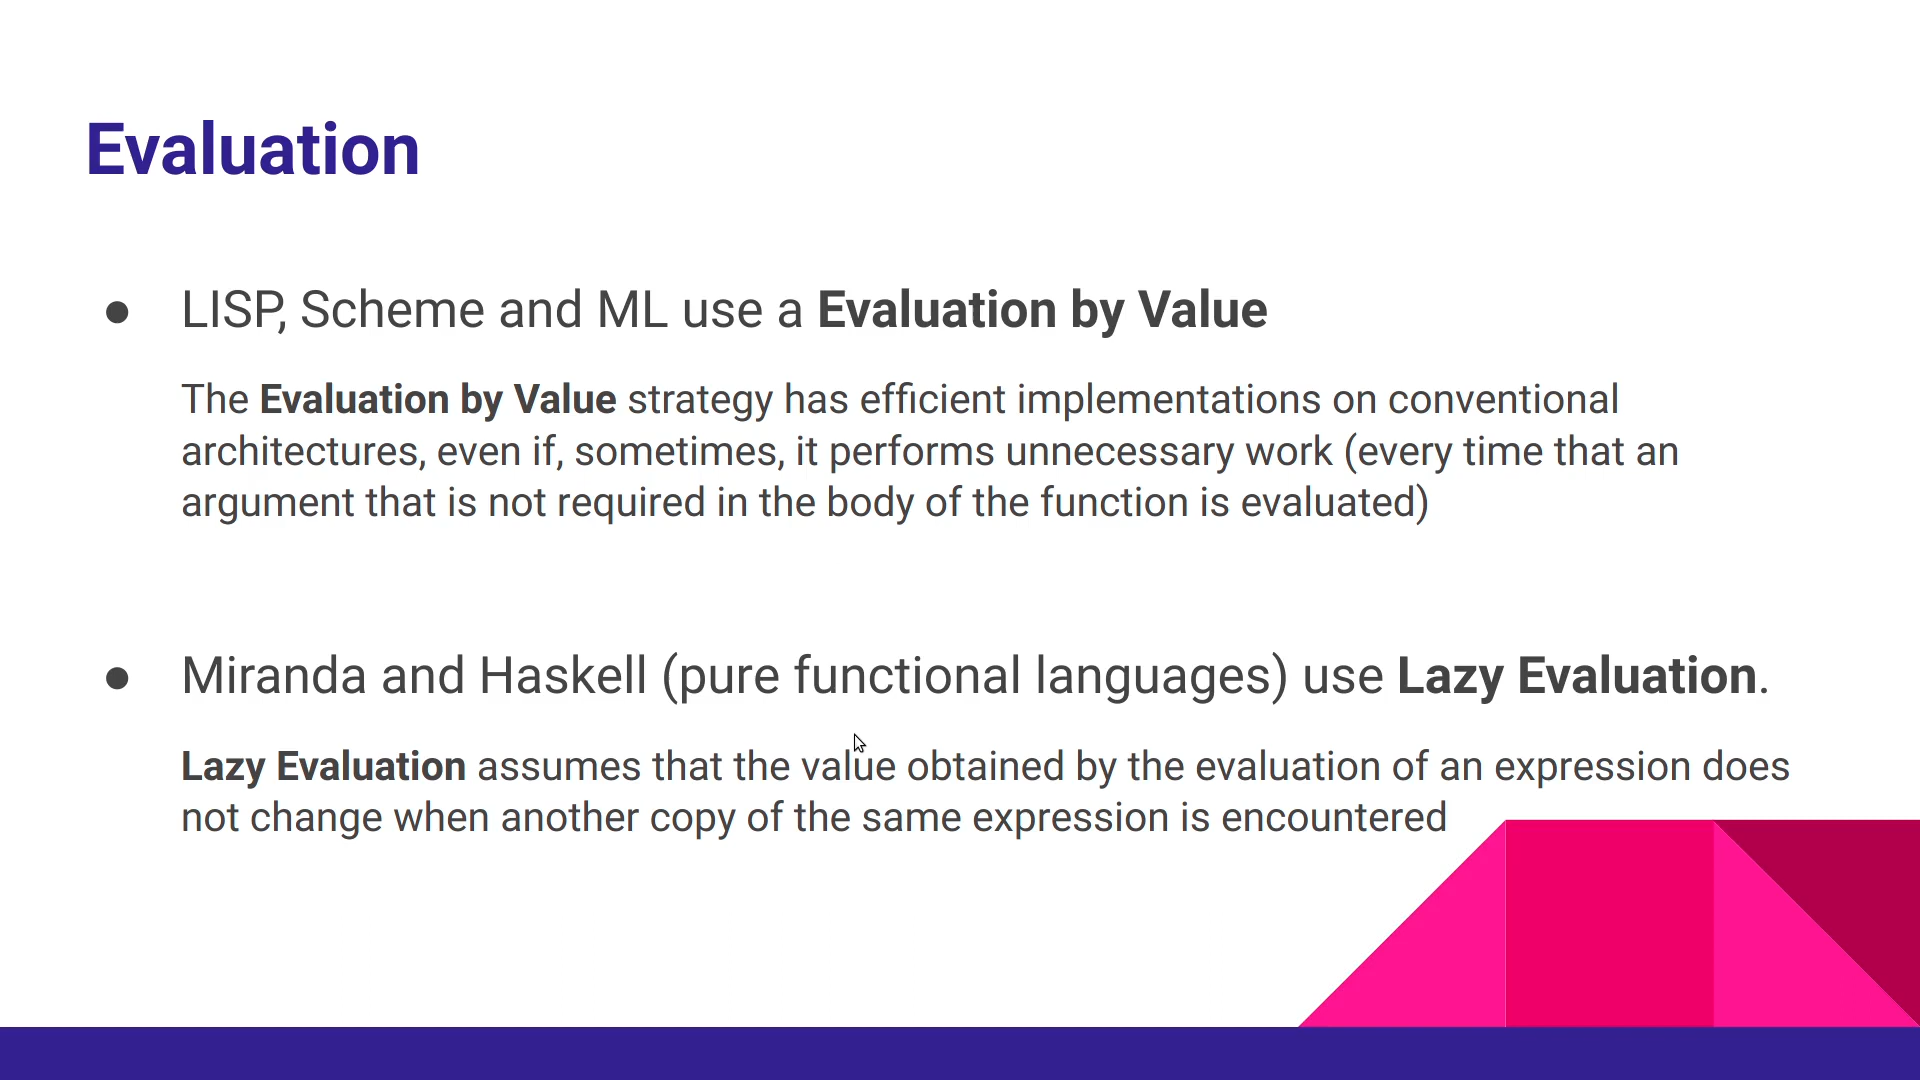 Evaluation
● LISP, Scheme and ML use a Evaluation by Value
The Evaluation by Value strategy has efficient implementations on conventional
architectures, even if, sometimes, it performs unnecessary work (every time that an
argument that is not required in the body of the function is evaluated)
● Miranda and Haskell (pure functional languages) use Lazy Evaluation.
Lazy Evaluation assumes that the value obtained by the evaluation of an expression does
not change when another copy of the same expression is encountered